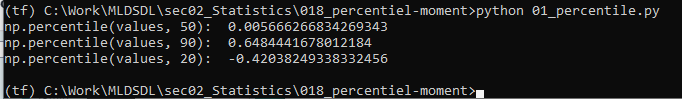 (tf) C:\Work\MLDSDL\sec02_Statistics\018_percentiel-moment>python 01_percentile.py
np.percentile(values, 50):  0.005666266834269343
np.percentile(values, 90):  0.6484441678012184
np.percentile(values, 20):  -0.42038249338332456
(tf) C:\Work\MLDSDL\sec02_Statistics\018_percentiel-moment>